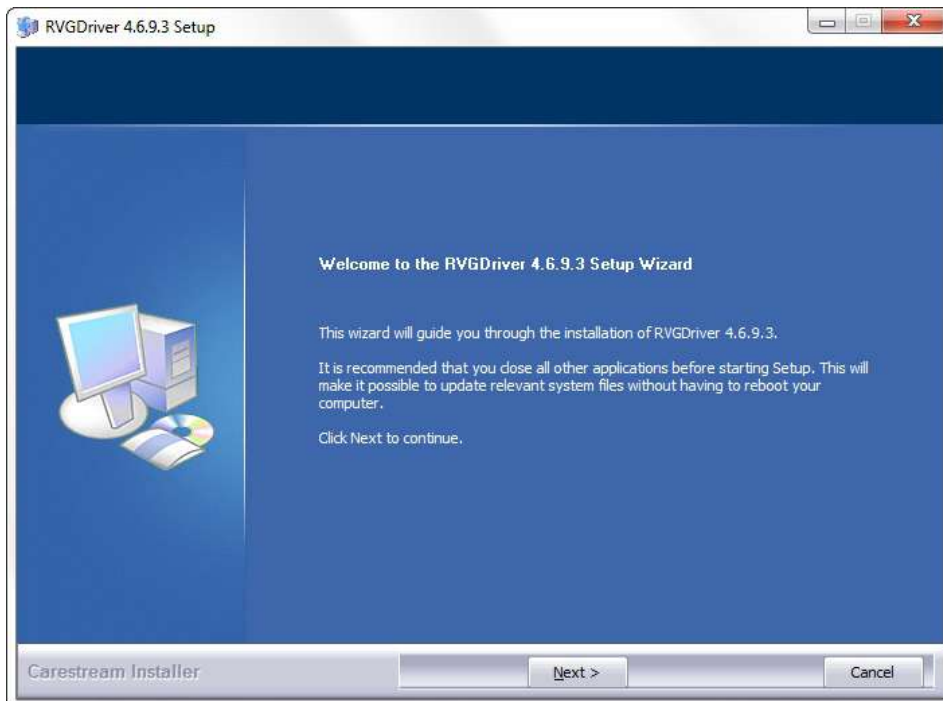 RVGDriver 4.6.9.3 Setup
Welcome to the RVGDriver 4.6.9.3 Setup Wizard
This wizard will guide you through the installation of RVGDriver 4.6.9.3.
It is recommended that you close all other applications before starting Setup. This will
make it possible to update relevant system files without having to reboot your
computer.
Click Next to continue.
Carestream Installer
Next >
Cancel